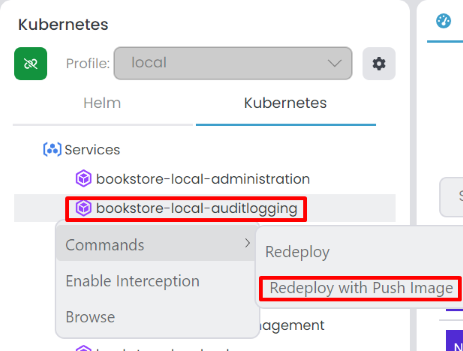 Kubernetes
Profile: local
Helm Kubernetes
Services
bookstore-local-administration
bookstore-local-auditlogging
Commands
Redeploy
Enable Interception
Redeploy with Push Image
Browse